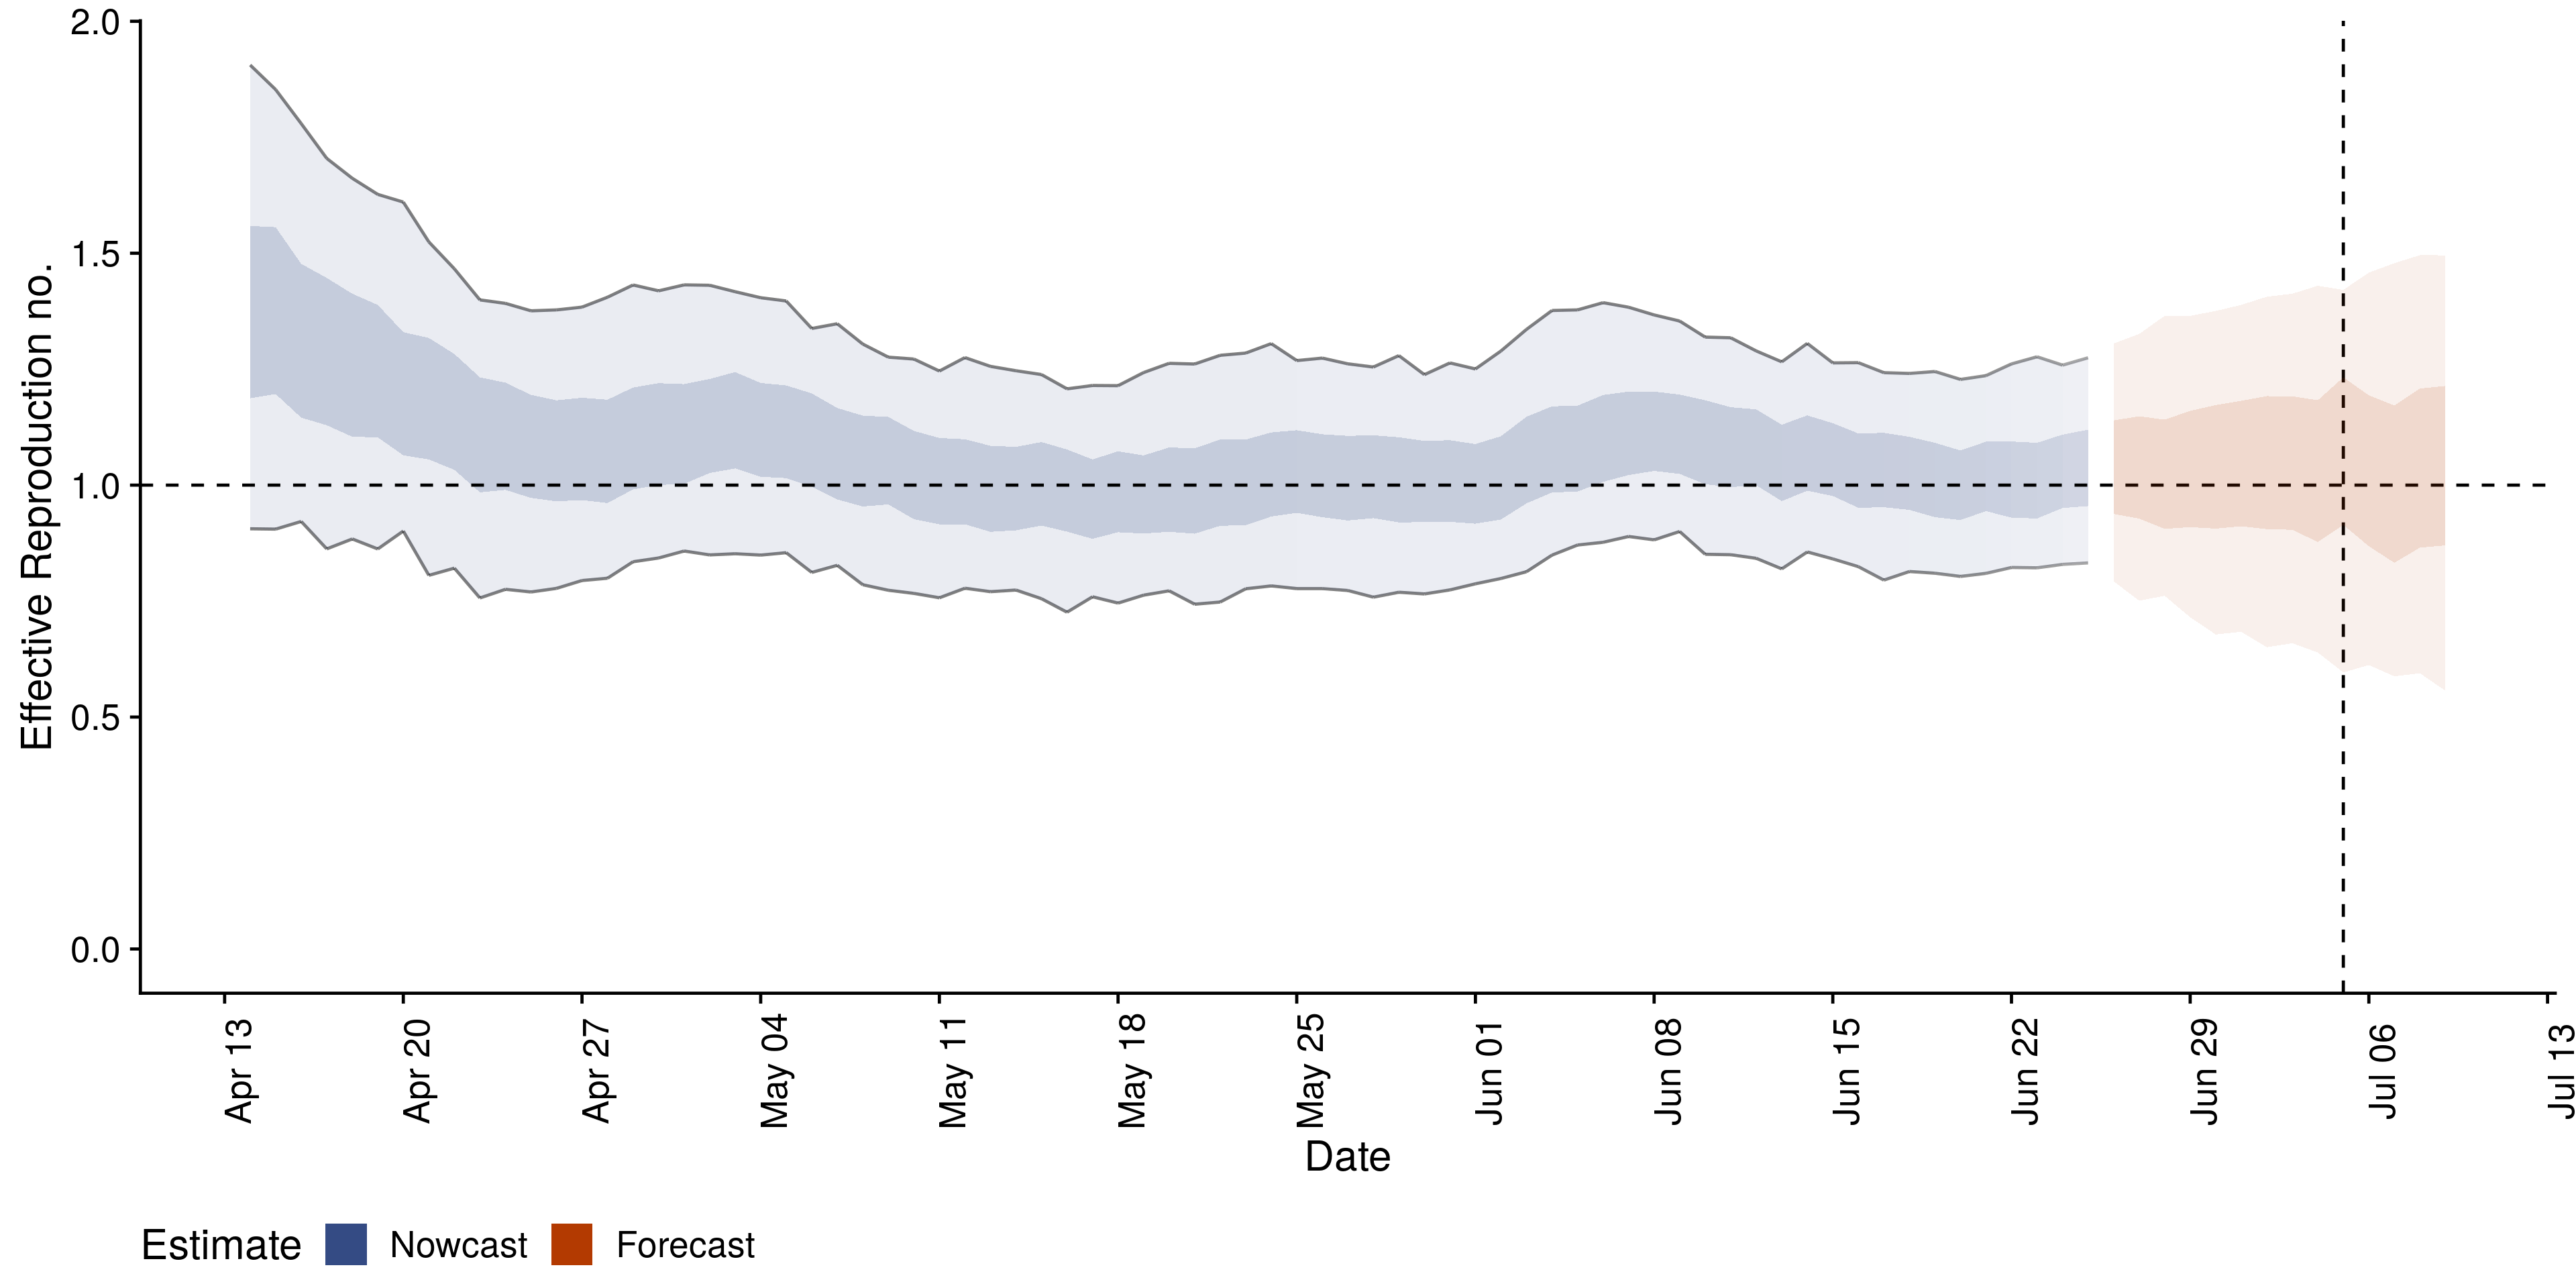 Effective Reproduction no.
2.0
1.5
1.0
0.5
0.0
Apr 13
Apr 20
Apr 27
May 04
May 11
May 18
May 25
Jun 01
Jun 08
Jun 15
Jun 22
Jun 29
Jul 06
Jul 13
Date
Estimate Nowcast Forecast